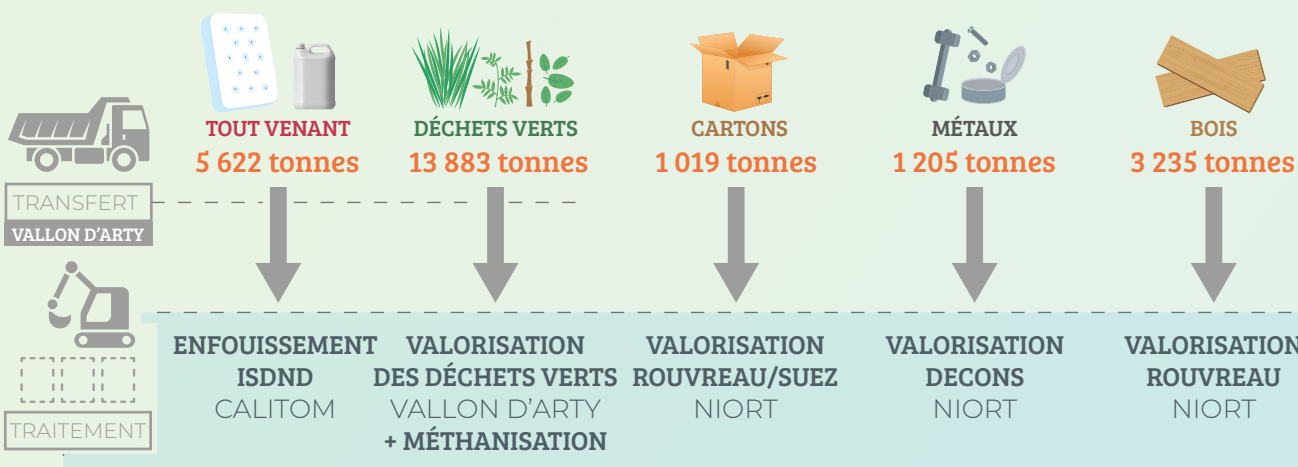 TOUT VENANT
5 622 tonnes
DÉCHETS VERTS
13 883 tonnes
CARTONS
1 019 tonnes
MÉTAUX
1 205 tonnes
BOIS
3 235 tonnes
TRANSFERT
VALLON D'ARTY
TRAITEMENT
ENFOUISSEMENT
ISDND
CALITOM
VALORISATION
DES DÉCHETS VERTS
VALLON D'ARTY
+ MÉTHANISATION
VALORISATION
ROUVREAU/SUEZ
NIORT
VALORISATION
DECONS
NIORT
VALORISATION
ROUVREAU
NIORT